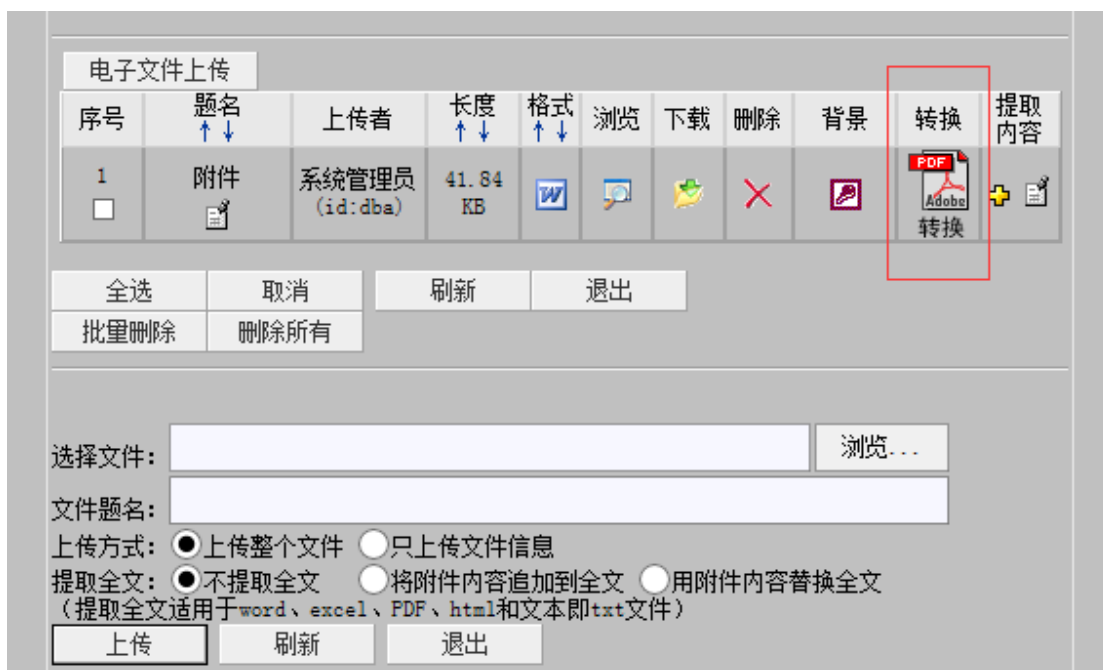 电子文件上传
序号 题名 上传者 长度 格式 浏览 下载 删除 背景 转换 提取
↑↓ ↑↓ ↑↓ 内容
1 附件 系统管理员 41.84 PDF
(id:dba) KB W Adobe
转换
全选 取消 刷新 退出
批量删除 删除所有
选择文件: 浏览...
文件题名:
上传方式: 上传整个文件 只上传文件信息
提取全文: 不提取全文 将附件内容追加到全文 用附件内容替换全文
(提取全文适用于word、excel、PDF、html和文本即txt文件)
上传 刷新 退出